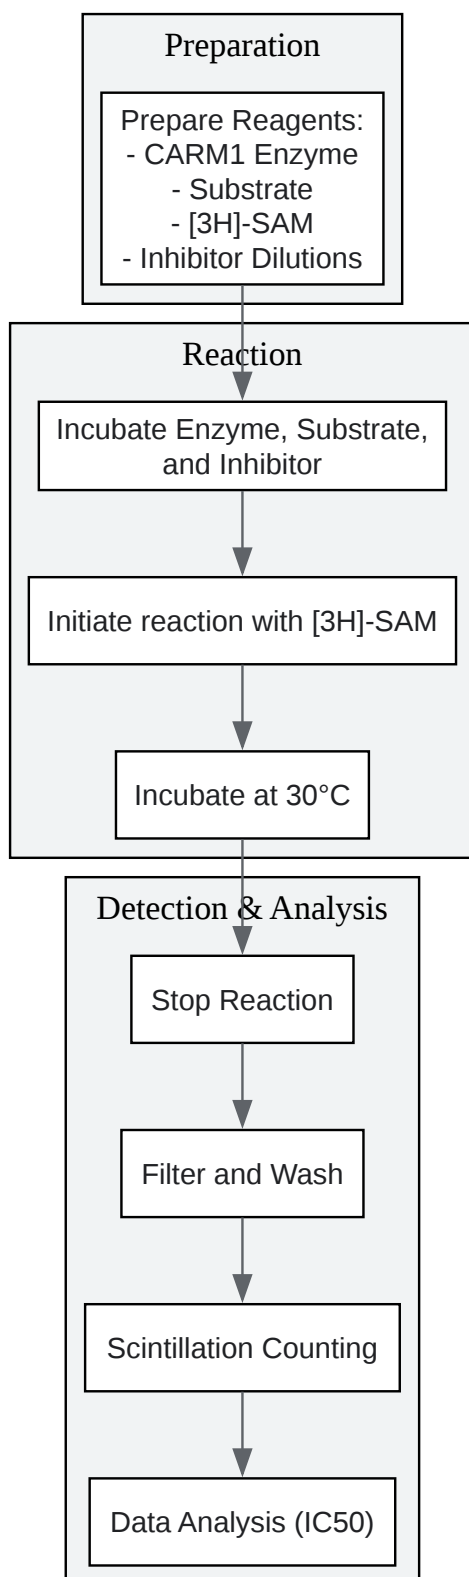 Preparation
Prepare Reagents:
- CARM1 Enzyme
- Substrate
- [3H]-SAM
- Inhibitor Dilutions
Reaction
Incubate Enzyme, Substrate,
and Inhibitor
Initiate reaction with [3H]-SAM
Incubate at 30°C
Detection & Analysis
Stop Reaction
Filter and Wash
Scintillation Counting
Data Analysis (IC50)